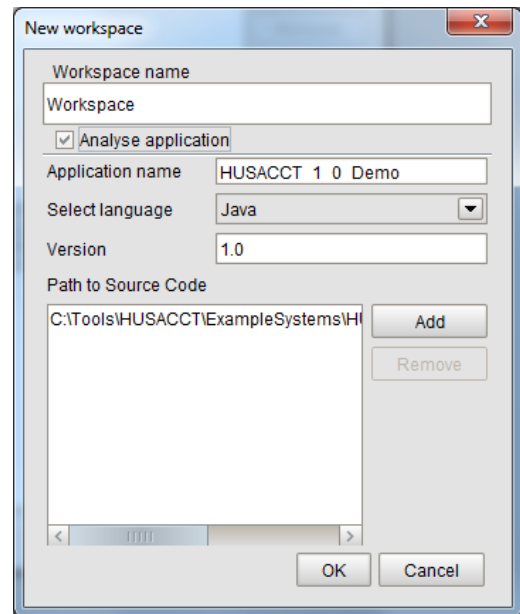 New workspace
Workspace name
Workspace
Analyse application
Application name HUSACCT 1 0 Demo
Select language Java
Version 1.0
Path to Source Code
C:\Tools\HUSACCT\ExampleSystems\HU
Add
Remove
OK Cancel